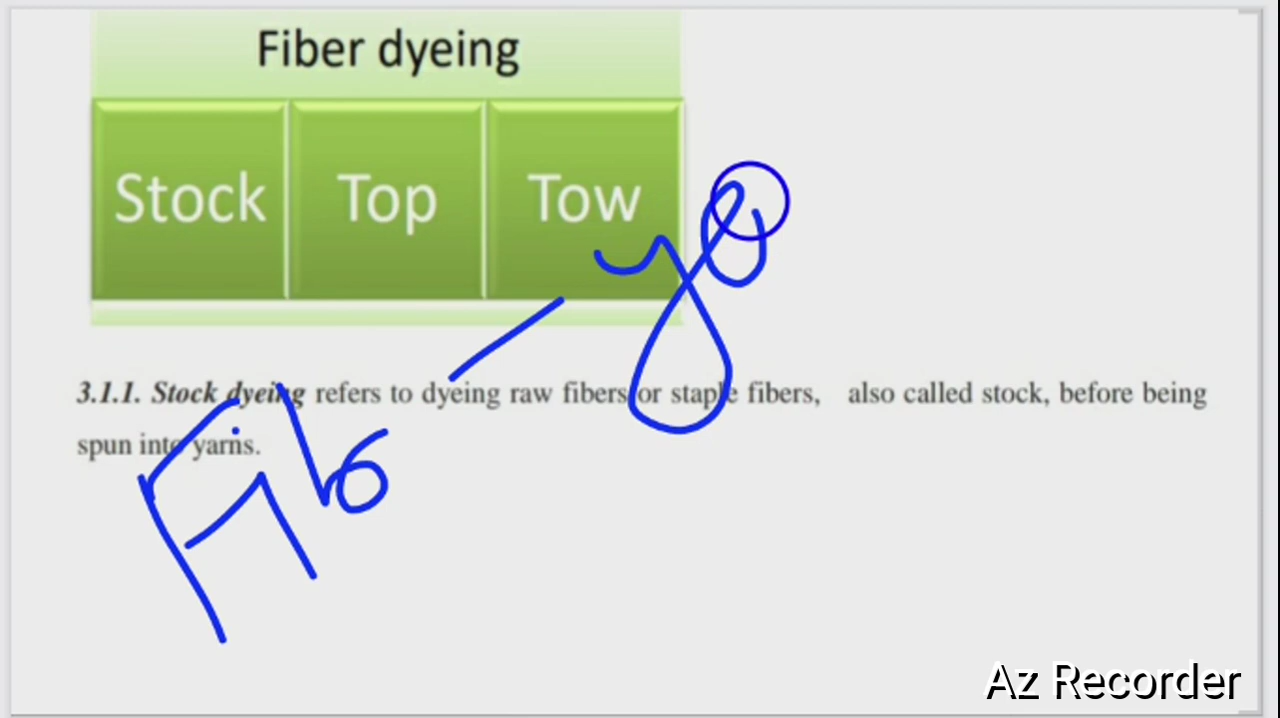 Fiber dyeing
Stock Top Tow
3.1.1. Stock dyeing refers to dyeing raw fibers or staple fibers, also called stock, before being
spun into yarns.
Fib
Az Recorder